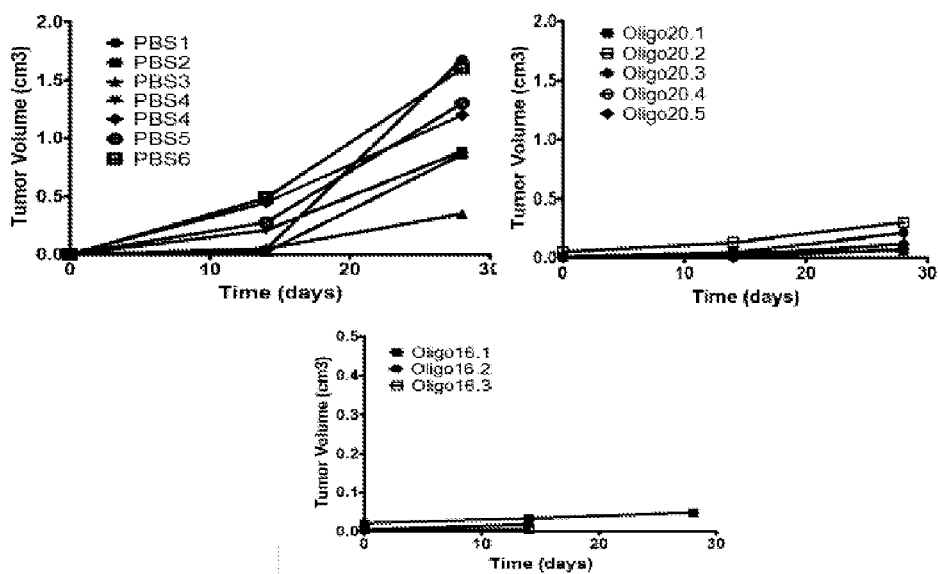 Tumor Volume (cm3)
2.0
1.5
1.0
0.5
0.0
PBS1
PBS2
PBS3
PBS4
PBS4
PBS5
PBS6
0
10
20
30
Time (days)
Tumor Volume (cm3)
2.0
1.5
1.0
0.5
0.0
Oligo20.1
Oligo20.2
Oligo20.3
Oligo20.4
Oligo20.5
0
10
20
30
Time (days)
Tumor Volume (cm3)
0.5
0.4
0.3
0.2
0.1
0.0
Oligo16.1
Oligo16.2
Oligo16.3
0
10
20
30
Time (days)